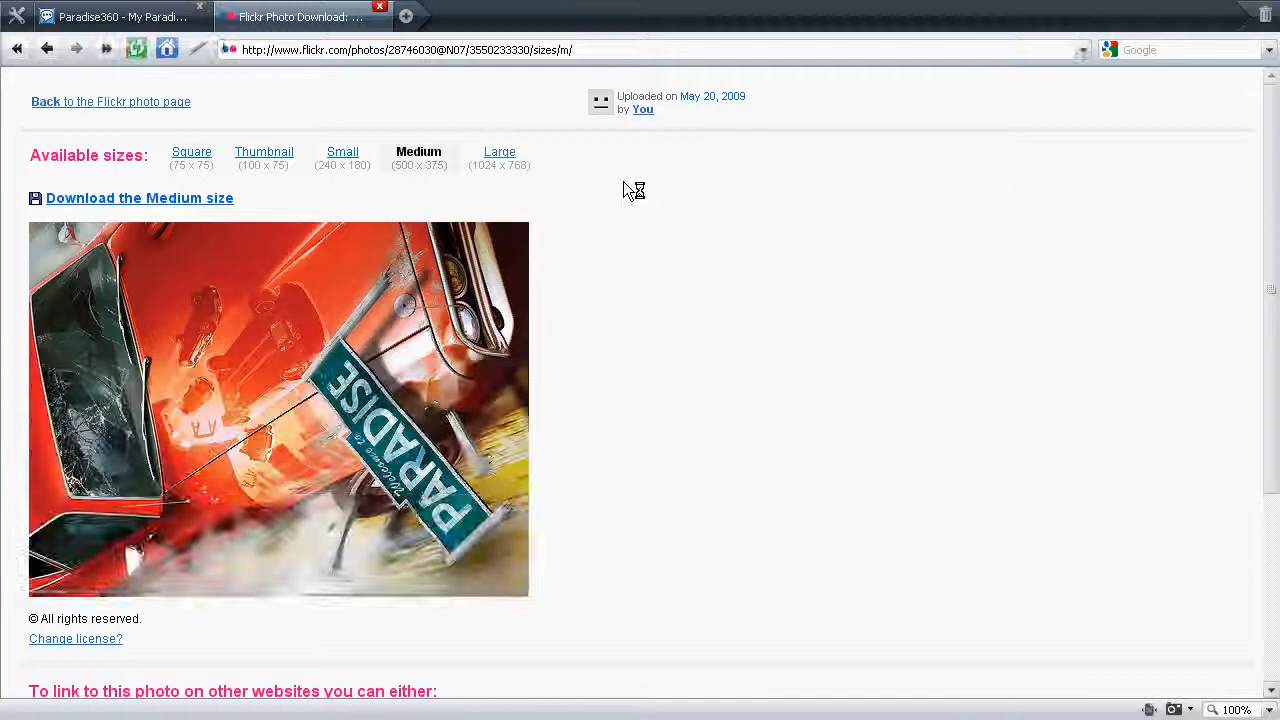 Paradise360 - My Paradi...
Flickr Photo Download: ...
http://www.flickr.com/photos/28749030@N07/3550233330/sizes/m/
Google
Back to the Flickr photo page
Uploaded on May 20, 2009
by You
Available sizes:
Square
(75 x 75)
Thumbnail
(100 x 75)
Small
(240 x 180)
Medium
(500 x 375)
Large
(1024 x 768)
Download the Medium size
Welcome to
PARADISE
© All rights reserved.
Change license?
To link to this photo on other websites you can either:
100%